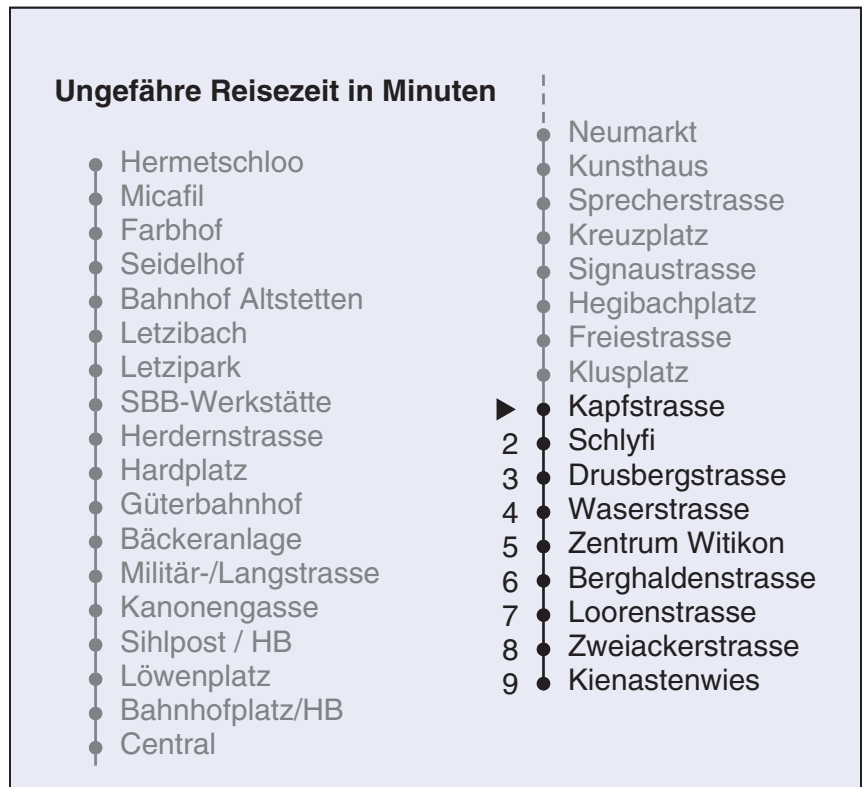 Ungefähre Reisezeit in Minuten
Hermetschloo
Micafil
Farbhof
Seidelhof
Bahnhof Altstetten
Letzibach
Letzipark
SBB-Werkstätte
Herdernstrasse
Hardplatz
Güterbahnhof
Bäckeranlage
Militär-/Langstrasse
Kanonengasse
Sihlpost / HB
Löwenplatz
Bahnhofplatz/HB
Central
Neumarkt
Kunsthaus
Sprecherstrasse
Kreuzplatz
Signaustrasse
Hegibachplatz
Freiestrasse
Klusplatz
Kapfstrasse
2 Schlyfi
3 Drusbergstrasse
4 Waserstrasse
5 Zentrum Witikon
6 Berghaldenstrasse
7 Loorenstrasse
8 Zweiackerstrasse
9 Kienastenwies